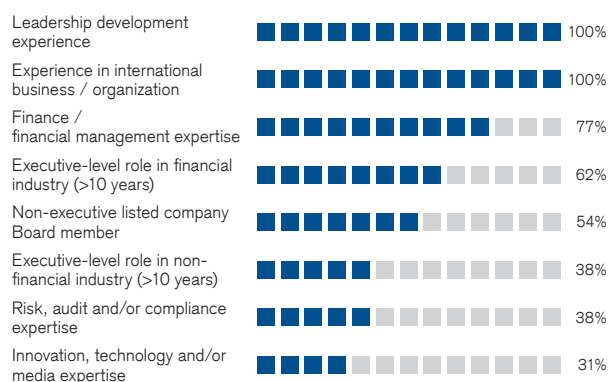 Leadership development
experience
100%
Experience in international
business / organization
100%
Finance /
financial management expertise
77%
Executive-level role in financial
industry (>10 years)
62%
Non-executive listed company
Board member
54%
Executive-level role in non-
financial industry (>10 years)
38%
Risk, audit and/or compliance
expertise
38%
Innovation, technology and/or
media expertise
31%